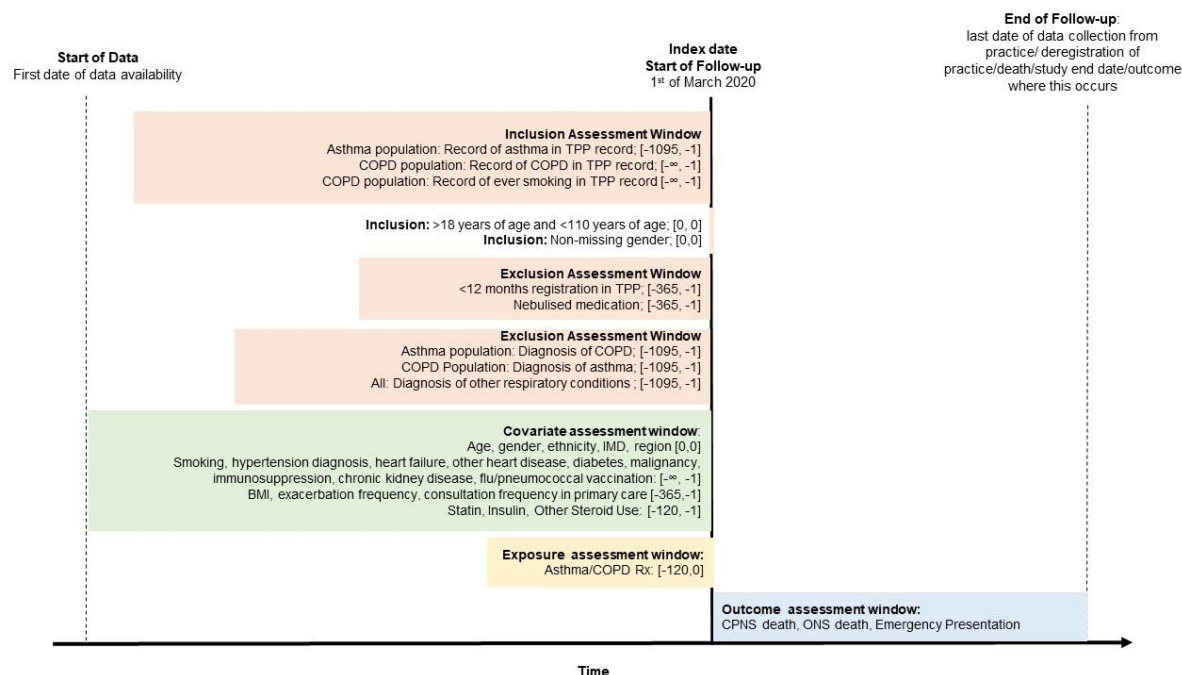 Start of Data
First date of data availability
Index date
Start of Follow-up
1st of March 2020
End of Follow-up:
last date of data collection from
practice/ deregistration of
practice/death/study end date/outcome
where this occurs
Inclusion Assessment Window
Asthma population: Record of asthma in TPP record; [-1095, -1]
COPD population: Record of COPD in TPP record; [-∞, -1]
COPD population: Record of ever smoking in TPP record [-∞, -1]
Inclusion: >18 years of age and <110 years of age; [0, 0]
Inclusion: Non-missing gender; [0,0]
Exclusion Assessment Window
<12 months registration in TPP; [-365, -1]
Nebulised medication; [-365, -1]
Exclusion Assessment Window
Asthma population: Diagnosis of COPD; [-1095, -1]
COPD Population: Diagnosis of asthma; [-1095, -1]
All: Diagnosis of other respiratory conditions ; [-1095, -1]
Covariate assessment window:
Age, gender, ethnicity, IMD, region [0,0]
Smoking, hypertension diagnosis, heart failure, other heart disease, diabetes, malignancy,
immunosuppression, chronic kidney disease, flu/pneumococcal vaccination: [-∞, -1]
BMI, exacerbation frequency, consultation frequency in primary care [-365,-1]
Statin, Insulin, Other Steroid Use: [-120, -1]
Exposure assessment window:
Asthma/COPD Rx: [-120,0]
Outcome assessment window:
CPNS death, ONS death, Emergency Presentation
Time